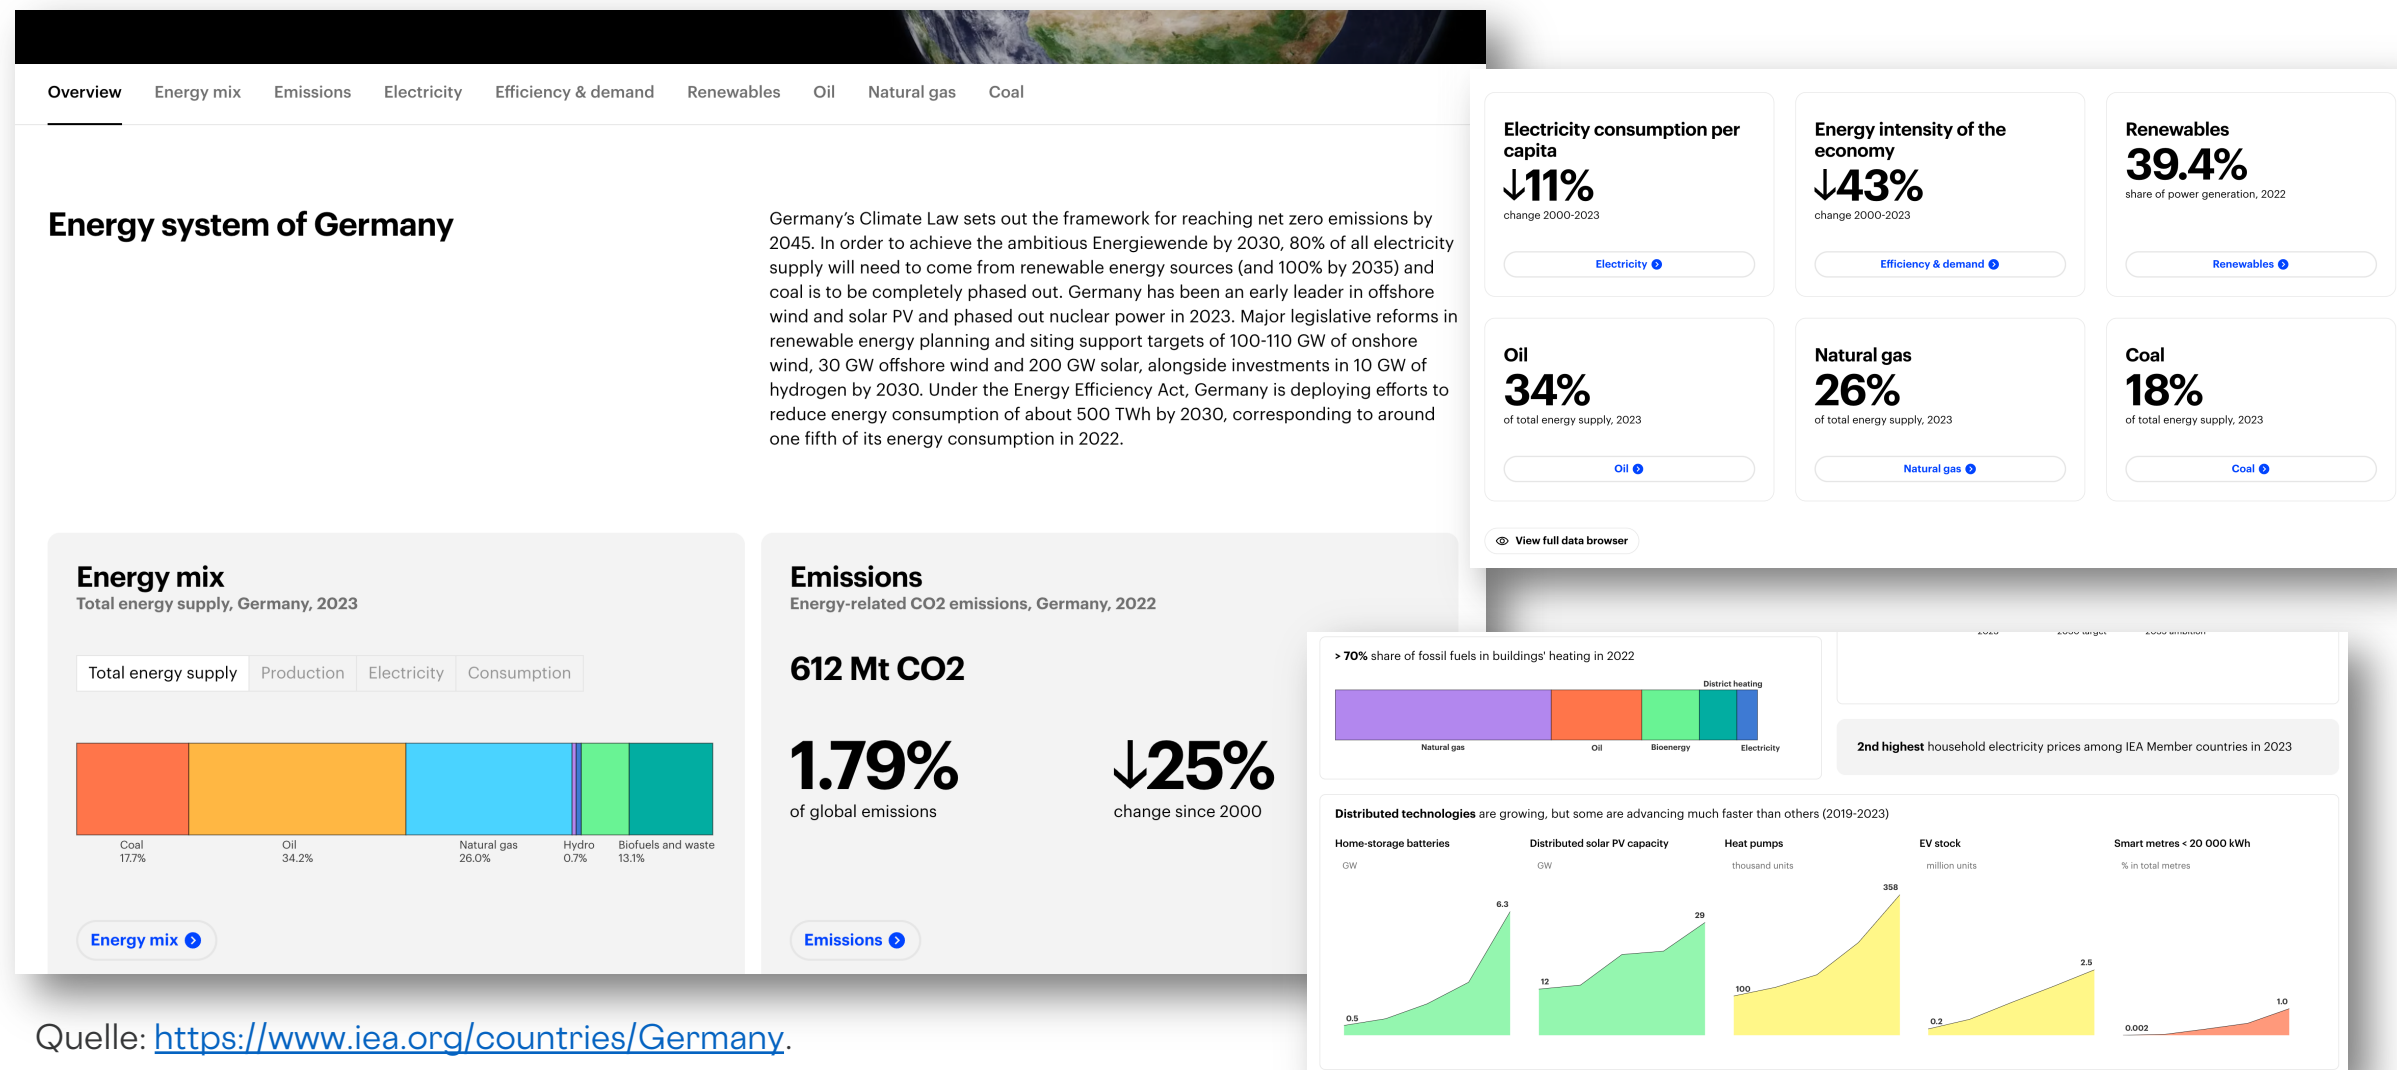 Overview Energy mix Emissions Electricity Efficiency & demand Renewables Oil Natural gas Coal
Energy system of Germany
Germany's Climate Law sets out the framework for reaching net zero emissions by
2045. In order to achieve the ambitious Energiewende by 2030, 80% of all electricity
supply will need to come from renewable energy sources (and 100% by 2035) and
coal is to be completely phased out. Germany has been an early leader in offshore
wind and solar PV and phased out nuclear power in 2023. Major legislative reforms in
renewable energy planning and siting support targets of 100-110 GW of onshore
wind, 30 GW offshore wind and 200 GW solar, alongside investments in 10 GW of
hydrogen by 2030. Under the Energy Efficiency Act, Germany is deploying efforts to
reduce energy consumption of about 500 TWh by 2030, corresponding to around
one fifth of its energy consumption in 2022.
Energy mix
Total energy supply, Germany, 2023
Total energy supply Production Electricity Consumption
Coal Oil Natural gas Hydro Biofuels and waste
17.7% 34.2% 26.0% 0.7% 13.1%
Energy mix
Emissions
Energy-related CO2 emissions, Germany, 2022
612 Mt CO2
1.79% ↓25%
of global emissions change since 2000
Emissions
Electricity consumption per
capita
↓11%
change 2000-2023
Electricity
Energy intensity of the
economy
↓43%
change 2000-2023
Efficiency & demand
Renewables
39.4%
share of power generation, 2022
Renewables
Oil
34%
of total energy supply, 2023
Oil
Natural gas
26%
of total energy supply, 2023
Natural gas
Coal
18%
of total energy supply, 2023
Coal
View full data browser
> 70% share of fossil fuels in buildings' heating in 2022
District heating
Natural gas Oil Bioenergy Electricity
2nd highest household electricity prices among IEA Member countries in 2023
Distributed technologies are growing, but some are advancing much faster than others (2019-2023)
Home-storage batteries Distributed solar PV capacity Heat pumps EV stock Smart metres < 20 000 kWh
GW GW thousand units million units % in total metres
0.5 6.3 12 29 100 358 0.2 2.5 0.002 1.0
Quelle: https://www.iea.org/countries/Germany.